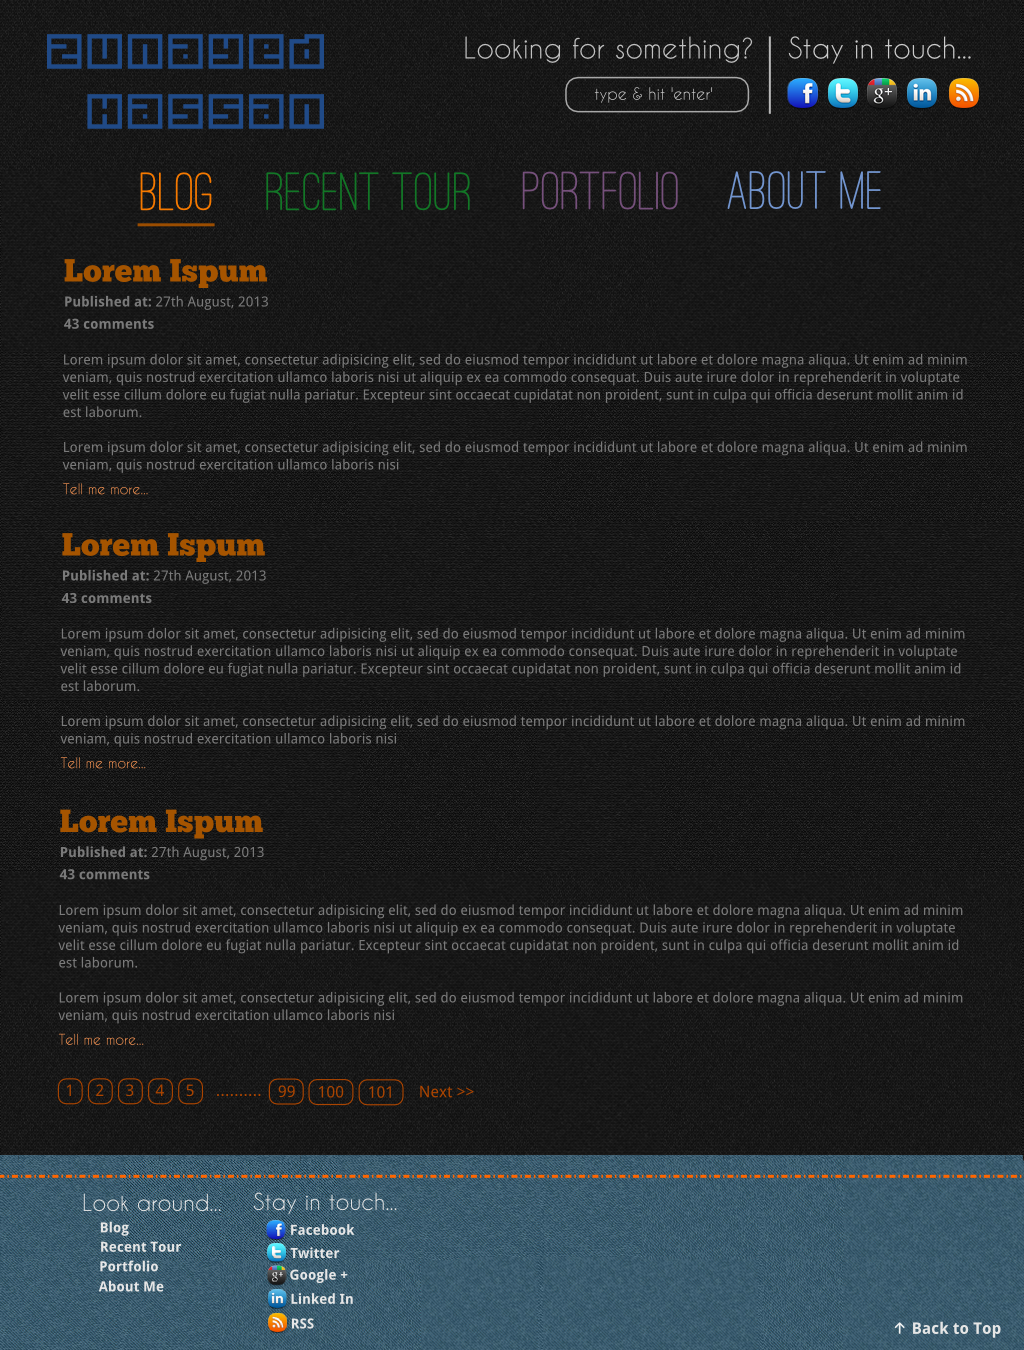 Zunayed
Hassan
Looking for something?
type & hit 'enter'
Stay in touch...
BLOG RECENT TOUR PORTFOLIO ABOUT ME
Lorem Ispum
Published at: 27th August, 2013
43 comments
Lorem ipsum dolor sit amet, consectetur adipisicing elit, sed do eiusmod tempor incididunt ut labore et dolore magna aliqua. Ut enim ad minim
veniam, quis nostrud exercitation ullamco laboris nisi ut aliquip ex ea commodo consequat. Duis aute irure dolor in reprehenderit in voluptate
velit esse cillum dolore eu fugiat nulla pariatur. Excepteur sint occaecat cupidatat non proident, sunt in culpa qui officia deserunt mollit anim id
est laborum.
Lorem ipsum dolor sit amet, consectetur adipisicing elit, sed do eiusmod tempor incididunt ut labore et dolore magna aliqua. Ut enim ad minim
veniam, quis nostrud exercitation ullamco laboris nisi
Tell me more...
Lorem Ispum
Published at: 27th August, 2013
43 comments
Lorem ipsum dolor sit amet, consectetur adipisicing elit, sed do eiusmod tempor incididunt ut labore et dolore magna aliqua. Ut enim ad minim
veniam, quis nostrud exercitation ullamco laboris nisi ut aliquip ex ea commodo consequat. Duis aute irure dolor in reprehenderit in voluptate
velit esse cillum dolore eu fugiat nulla pariatur. Excepteur sint occaecat cupidatat non proident, sunt in culpa qui officia deserunt mollit anim id
est laborum.
Lorem ipsum dolor sit amet, consectetur adipisicing elit, sed do eiusmod tempor incididunt ut labore et dolore magna aliqua. Ut enim ad minim
veniam, quis nostrud exercitation ullamco laboris nisi
Tell me more...
Lorem Ispum
Published at: 27th August, 2013
43 comments
Lorem ipsum dolor sit amet, consectetur adipisicing elit, sed do eiusmod tempor incididunt ut labore et dolore magna aliqua. Ut enim ad minim
veniam, quis nostrud exercitation ullamco laboris nisi ut aliquip ex ea commodo consequat. Duis aute irure dolor in reprehenderit in voluptate
velit esse cillum dolore eu fugiat nulla pariatur. Excepteur sint occaecat cupidatat non proident, sunt in culpa qui officia deserunt mollit anim id
est laborum.
Lorem ipsum dolor sit amet, consectetur adipisicing elit, sed do eiusmod tempor incididunt ut labore et dolore magna aliqua. Ut enim ad minim
veniam, quis nostrud exercitation ullamco laboris nisi
Tell me more...
1 2 3 4 5 .......... 99 100 101 Next >>
Look around...
Blog
Recent Tour
Portfolio
About Me
Stay in touch...
Facebook
Twitter
Google +
Linked In
RSS
↑ Back to Top